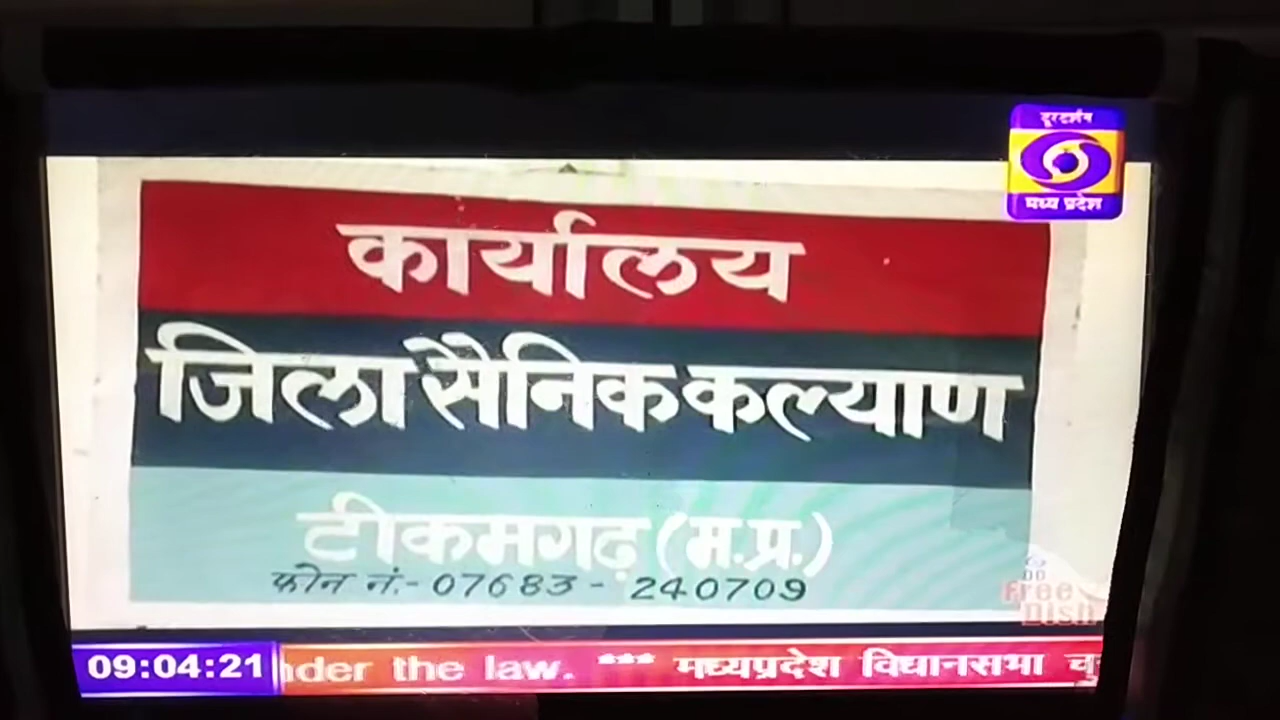 दूरदर्शन
मध्य प्रदेश
कार्यालय
जिला सैनिक कल्याण
टीकमगढ़ (म.प्र.)
फोन नं.- 07683 - 240709
DD
Free
Dish
09:04:21 nder the law. *** मध्यप्रदेश विधानसभा